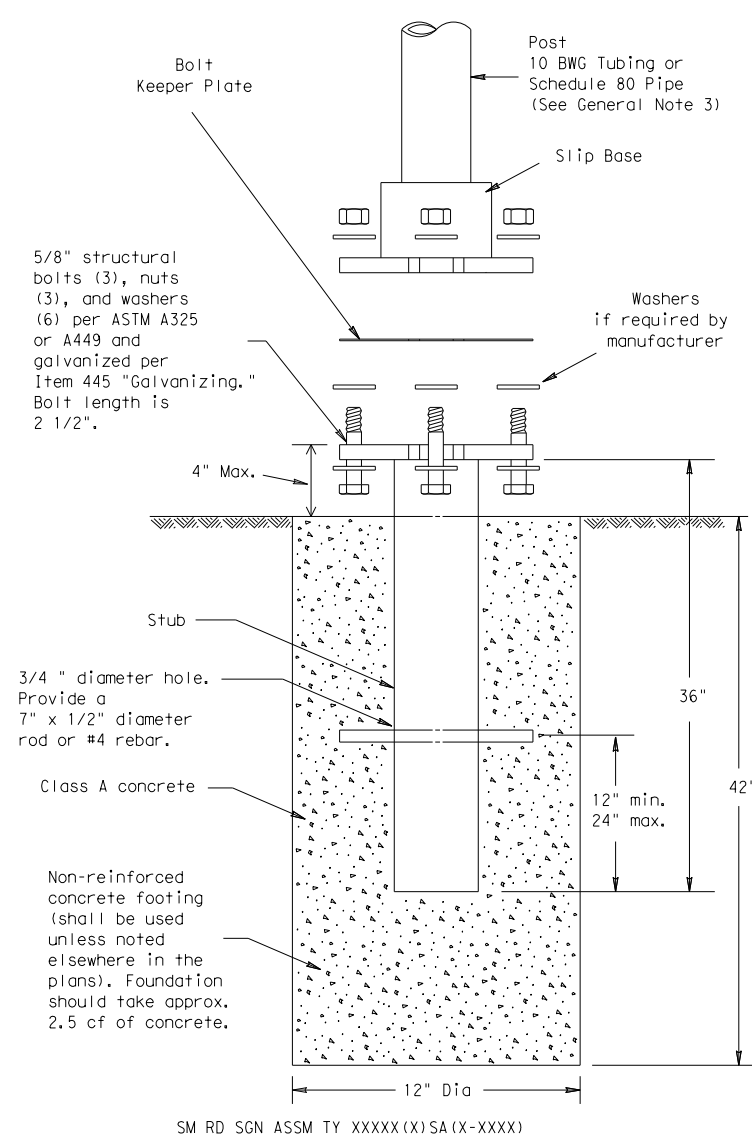 Bolt
Keeper Plate
Post
10 BWG Tubing or
Schedule 80 Pipe
(See General Note 3)
Slip Base
5/8" structural
bolts (3), nuts
(3), and washers
(6) per ASTM A325
or A449 and
galvanized per
Item 445 "Galvanizing."
Bolt length is
2 1/2".
Washers
if required by
manufacturer
4" Max.
Stub
3/4 " diameter hole.
Provide a
7" x 1/2" diameter
rod or #4 rebar.
36"
Class A concrete
12" min.
24" max.
42"
Non-reinforced
concrete footing
(shall be used
unless noted
elsewhere in the
plans). Foundation
should take approx.
2.5 cf of concrete.
12" Dia
SM RD SGN ASSM TY XXXXX(X)SA(X-XXXX)